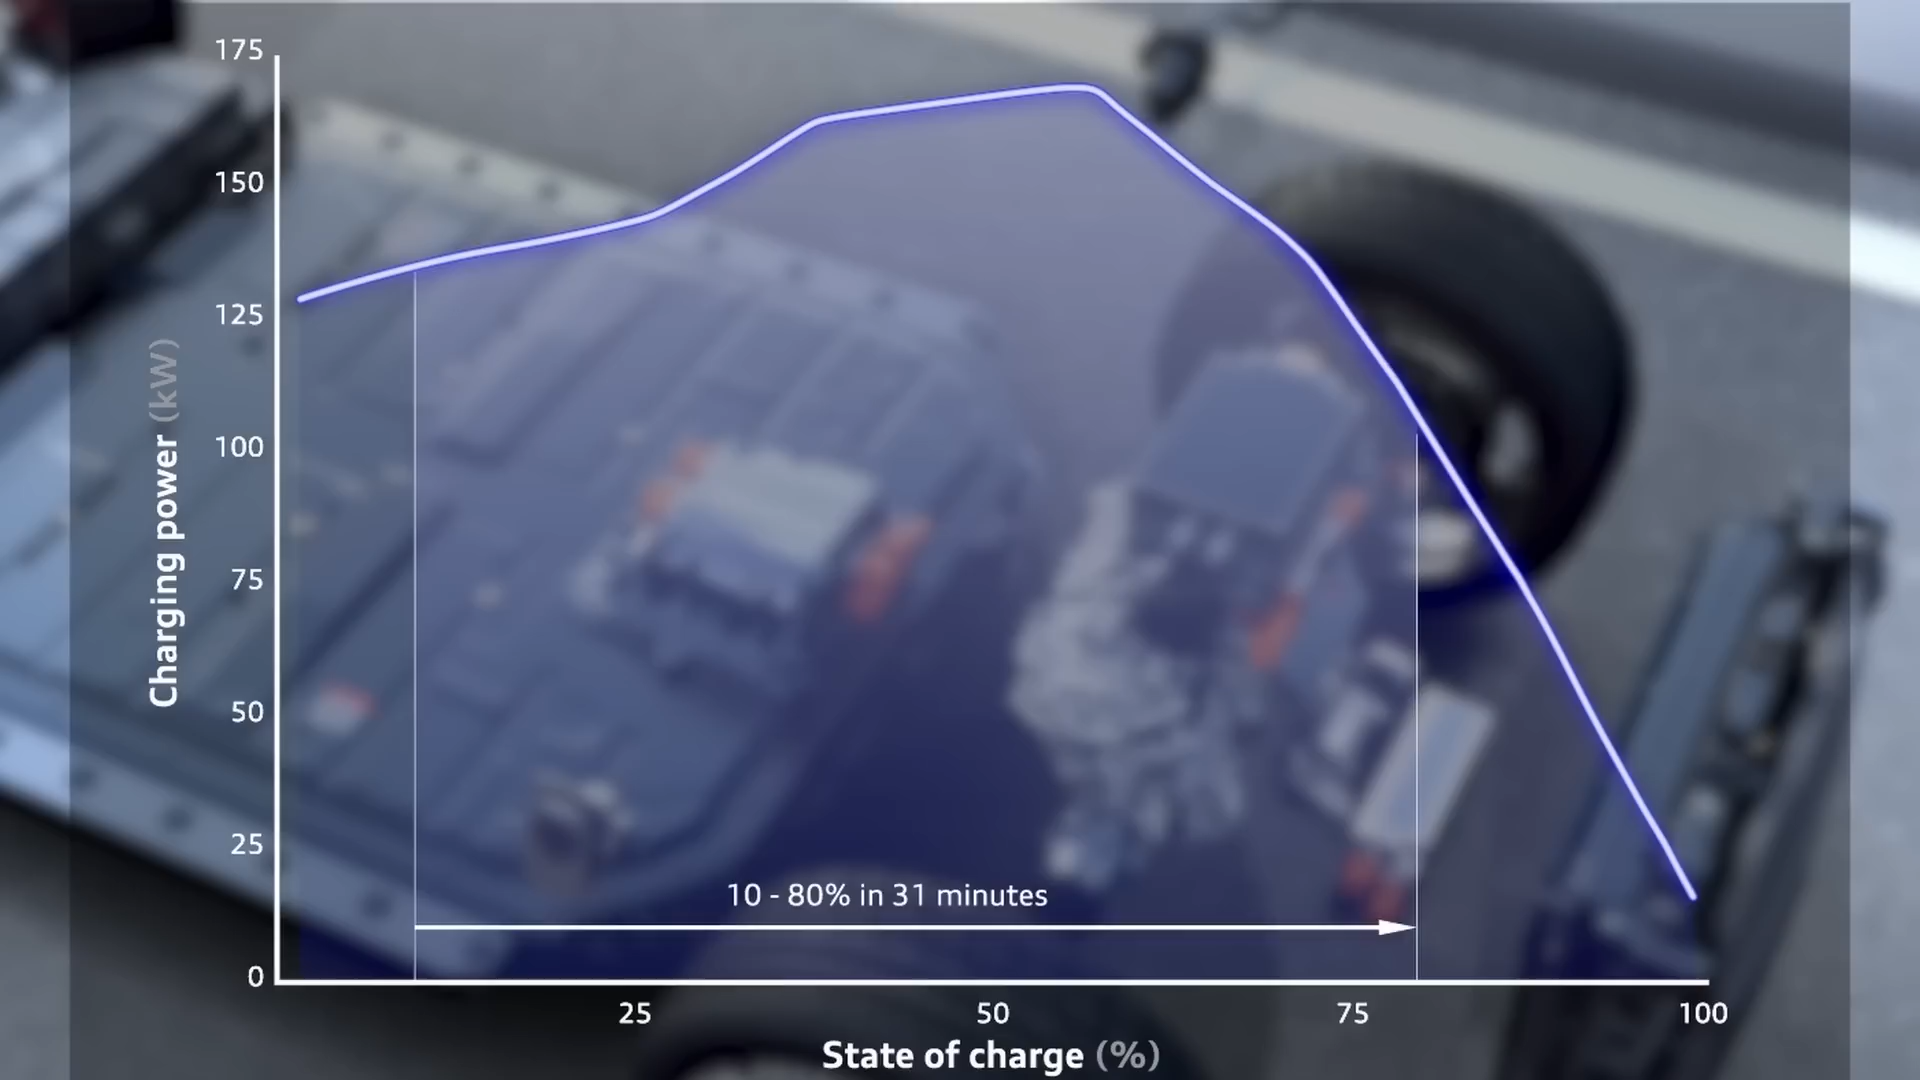 175
150
125
100
75
50
25
0
Charging power (kW)
10 - 80% in 31 minutes
25 50 75 100
State of charge (%)